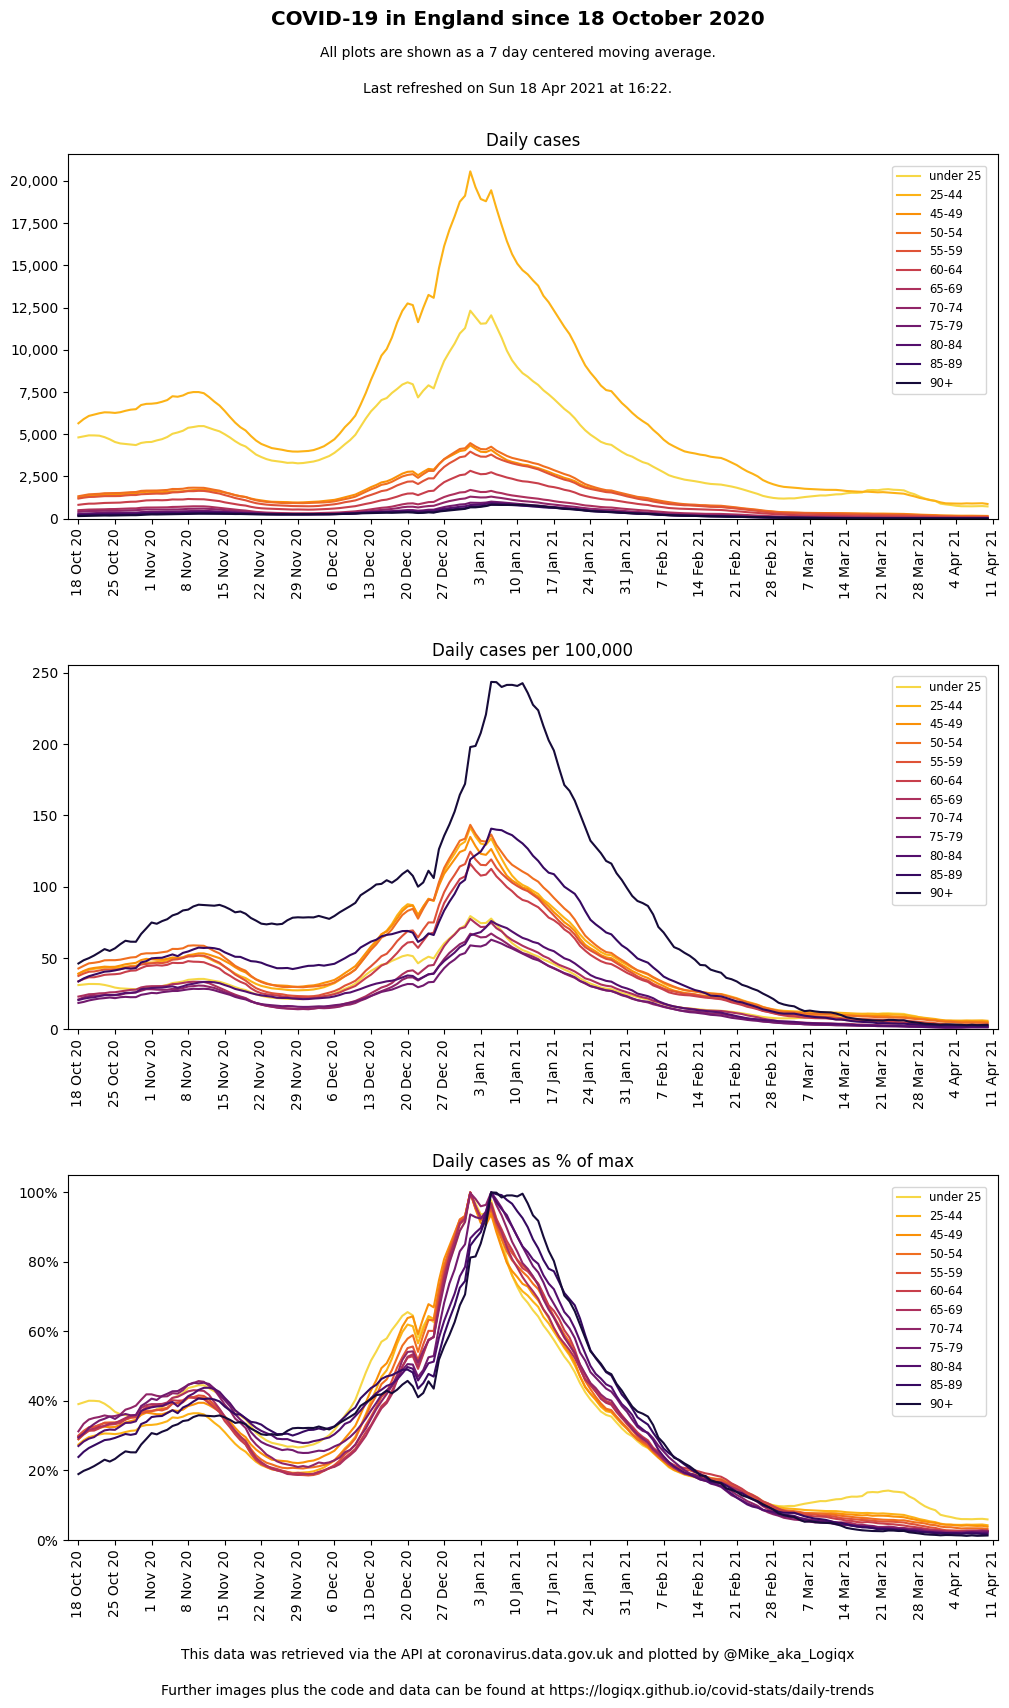 COVID-19 in England since 18 October 2020
All plots are shown as a 7 day centered moving average.
Last refreshed on Sun 18 Apr 2021 at 16:22.
Daily cases
20,000
17,500
15,000
12,500
10,000
7,500
5,000
2,500
0
under 25
25-44
45-49
50-54
55-59
60-64
65-69
70-74
75-79
80-84
85-89
90+
18 Oct 20
25 Oct 20
1 Nov 20
8 Nov 20
15 Nov 20
22 Nov 20
29 Nov 20
6 Dec 20
13 Dec 20
20 Dec 20
27 Dec 20
3 Jan 21
10 Jan 21
17 Jan 21
24 Jan 21
31 Jan 21
7 Feb 21
14 Feb 21
21 Feb 21
28 Feb 21
7 Mar 21
14 Mar 21
21 Mar 21
28 Mar 21
4 Apr 21
11 Apr 21
Daily cases per 100,000
250
200
150
100
50
0
under 25
25-44
45-49
50-54
55-59
60-64
65-69
70-74
75-79
80-84
85-89
90+
18 Oct 20
25 Oct 20
1 Nov 20
8 Nov 20
15 Nov 20
22 Nov 20
29 Nov 20
6 Dec 20
13 Dec 20
20 Dec 20
27 Dec 20
3 Jan 21
10 Jan 21
17 Jan 21
24 Jan 21
31 Jan 21
7 Feb 21
14 Feb 21
21 Feb 21
28 Feb 21
7 Mar 21
14 Mar 21
21 Mar 21
28 Mar 21
4 Apr 21
11 Apr 21
Daily cases as % of max
100%
80%
60%
40%
20%
0%
under 25
25-44
45-49
50-54
55-59
60-64
65-69
70-74
75-79
80-84
85-89
90+
18 Oct 20
25 Oct 20
1 Nov 20
8 Nov 20
15 Nov 20
22 Nov 20
29 Nov 20
6 Dec 20
13 Dec 20
20 Dec 20
27 Dec 20
3 Jan 21
10 Jan 21
17 Jan 21
24 Jan 21
31 Jan 21
7 Feb 21
14 Feb 21
21 Feb 21
28 Feb 21
7 Mar 21
14 Mar 21
21 Mar 21
28 Mar 21
4 Apr 21
11 Apr 21
This data was retrieved via the API at coronavirus.data.gov.uk and plotted by @Mike_aka_Logiqx
Further images plus the code and data can be found at https://logiqx.github.io/covid-stats/daily-trends